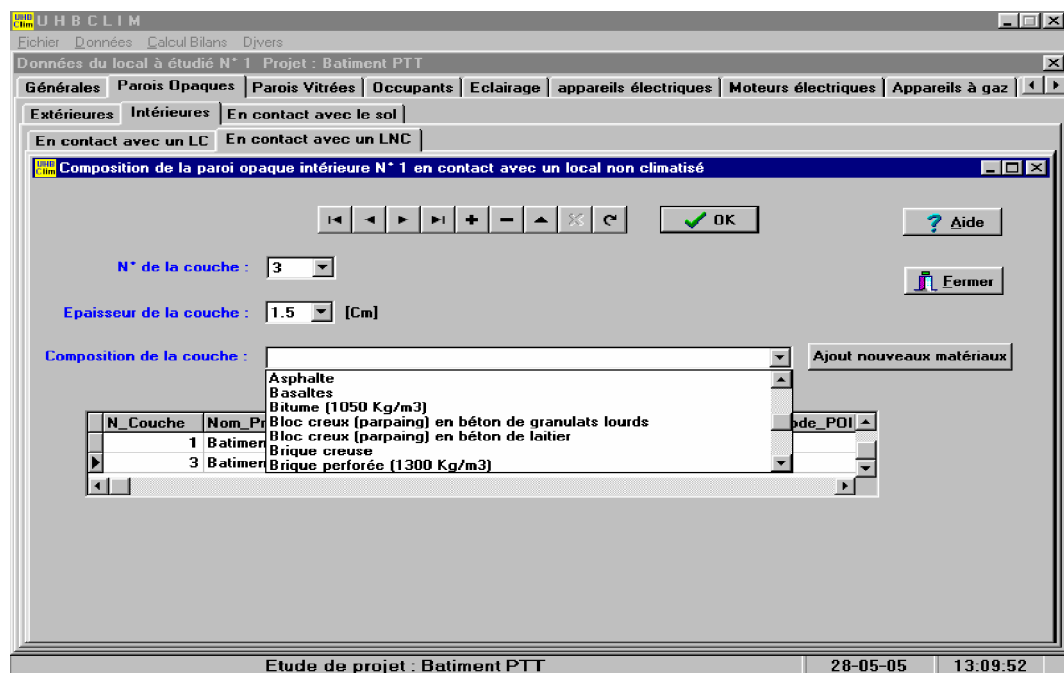 UHB Clim U H B C L I M
Fichier Données Calcul Bilans Divers
Données du local à étudié N° 1 Projet : Batiment PTT
Générales Parois Opaques Parois Vitrées Occupants Eclairage appareils électriques Moteurs électriques Appareils à gaz
Extérieures Intérieures En contact avec le sol
En contact avec un LC En contact avec un LNC
UHB Clim Composition de la paroi opaque intérieure N° 1 en contact avec un local non climatisé
OK
? Aide
N° de la couche : 3
Fermer
Epaisseur de la couche : 1.5 [Cm]
Composition de la couche : Ajout nouveaux matériaux
Asphalte
Basaltes
Bitume (1050 Kg/m3)
N_Couche Nom_Pr Bloc creux (parpaing) en béton de granulats lourds ode_POI
1 Batimen Bloc creux (parpaing) en béton de laitier
Brique creuse
3 Batimen Brique perforée (1300 Kg/m3)
Etude de projet : Batiment PTT 28-05-05 13:09:52